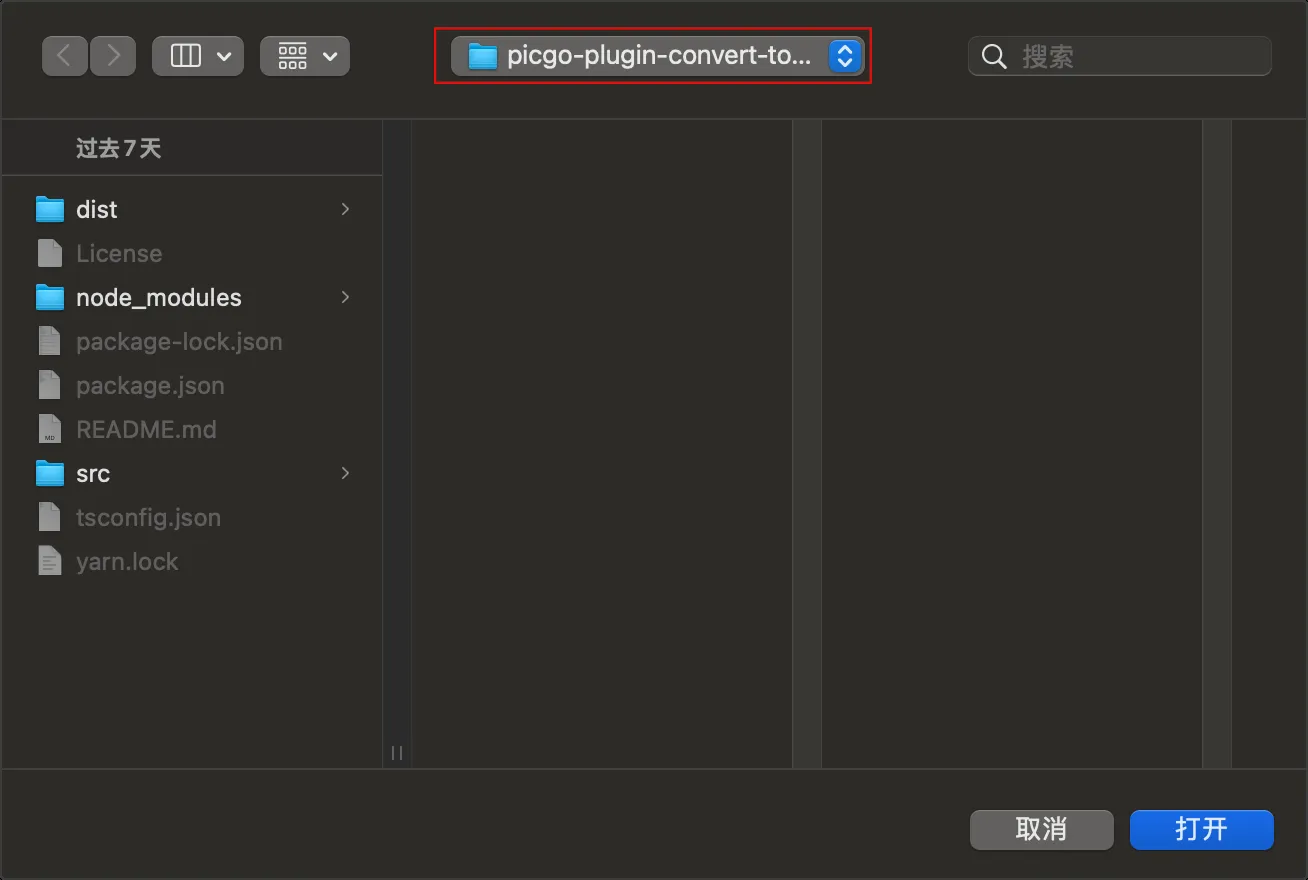 picgo-plugin-convert-to...
搜索
过去 7 天
dist
License
node_modules
package-lock.json
package.json
README.md
MD
src
tsconfig.json
yarn.lock
取消
打开